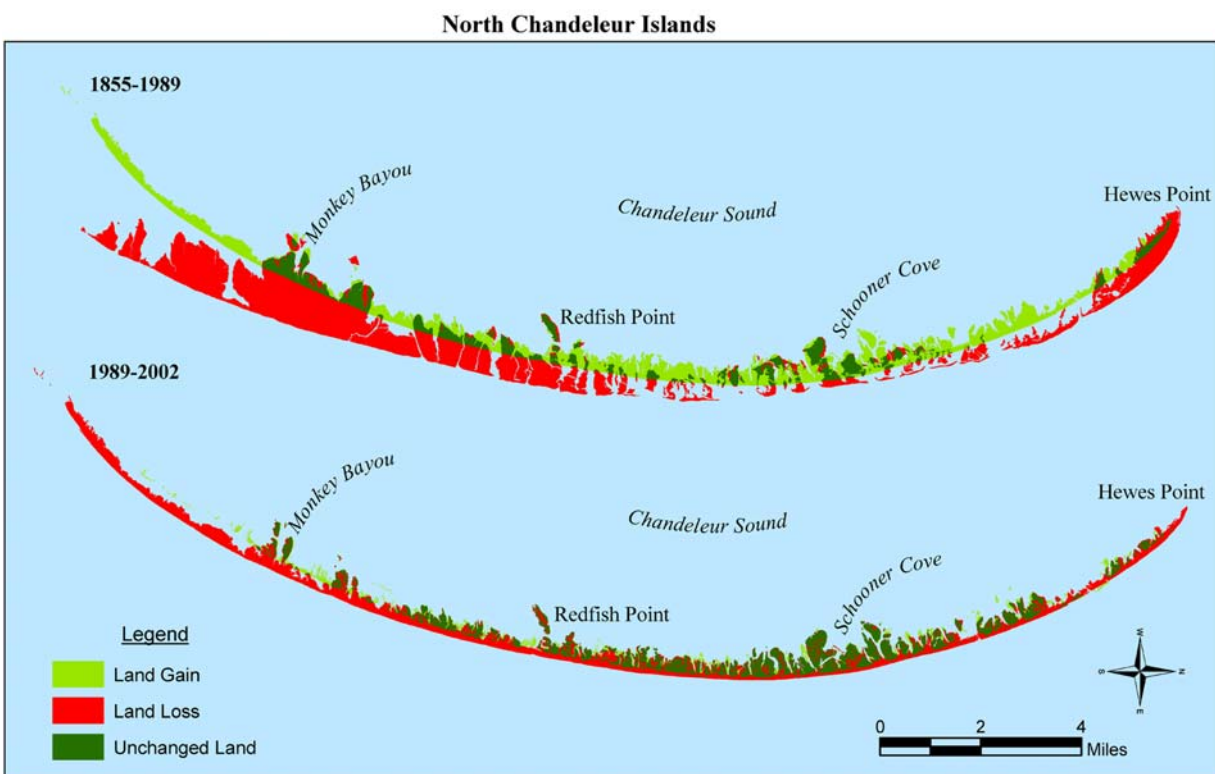 North Chandeleur Islands
1855-1989
Monkey Bayou
Chandeleur Sound
Hewes Point
Redfish Point
Schooner Cove
1989-2002
Monkey Bayou
Chandeleur Sound
Hewes Point
Redfish Point
Schooner Cove
Legend
Land Gain
Land Loss
Unchanged Land
W
S
N
E
0 2 4
Miles